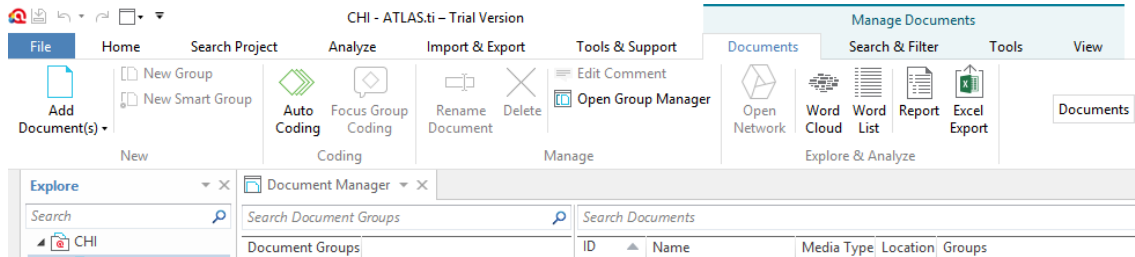 CHI - ATLAS.ti – Trial Version
Manage Documents
File Home Search Project Analyze Import & Export Tools & Support Documents Search & Filter Tools View
Add Document(s)
New Group
New Smart Group
New
Auto Coding
Focus Group Coding
Coding
Rename Document
Delete
Edit Comment
Open Group Manager
Manage
Open Network
Word Cloud
Word List
Report
Excel Export
Explore & Analyze
Documents
Explore
Document Manager
Search
Search Document Groups
Search Documents
CHI
Document Groups
ID Name Media Type Location Groups